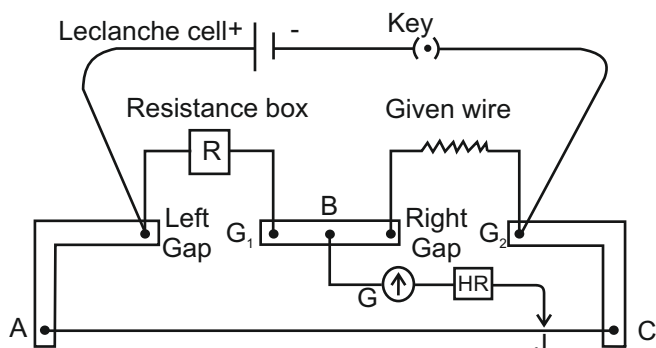 Leclanche cell+ - Key
Resistance box Given wire
R
B
Left Gap G₁ Right Gap G₂
G HR
A C